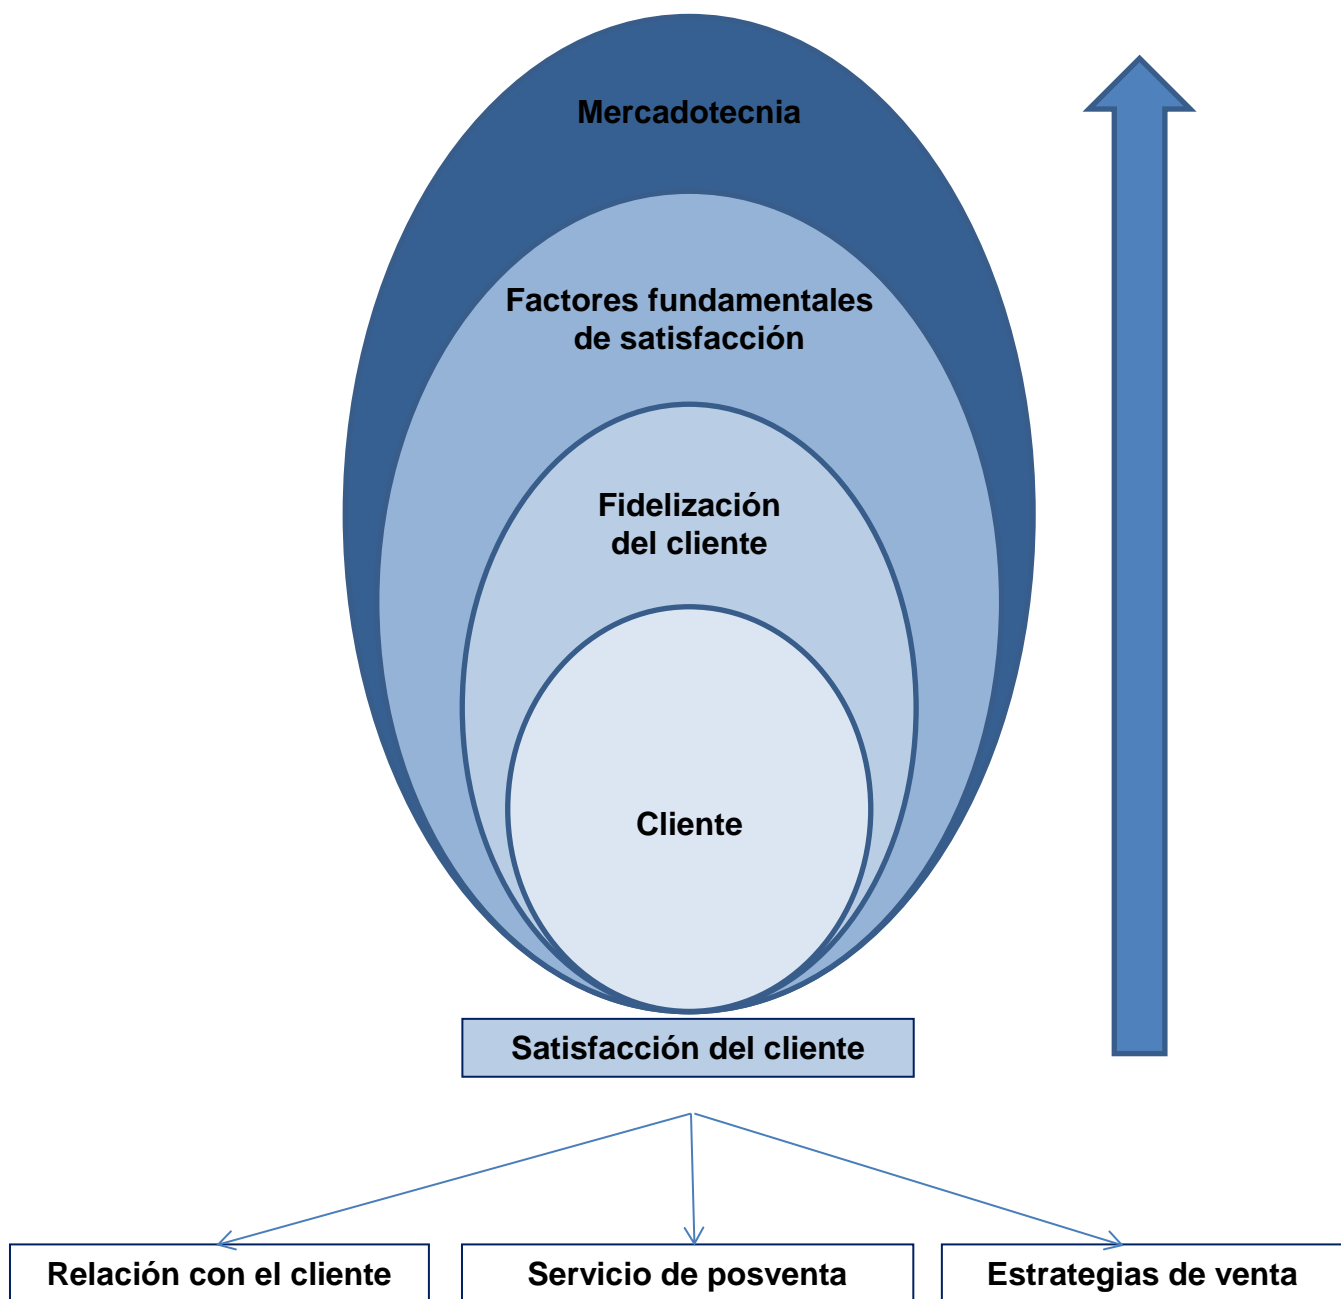 Mercadotecnia
Factores fundamentales
de satisfacción
Fidelización
del cliente
Cliente
Satisfacción del cliente
Relación con el cliente
Servicio de posventa
Estrategias de venta